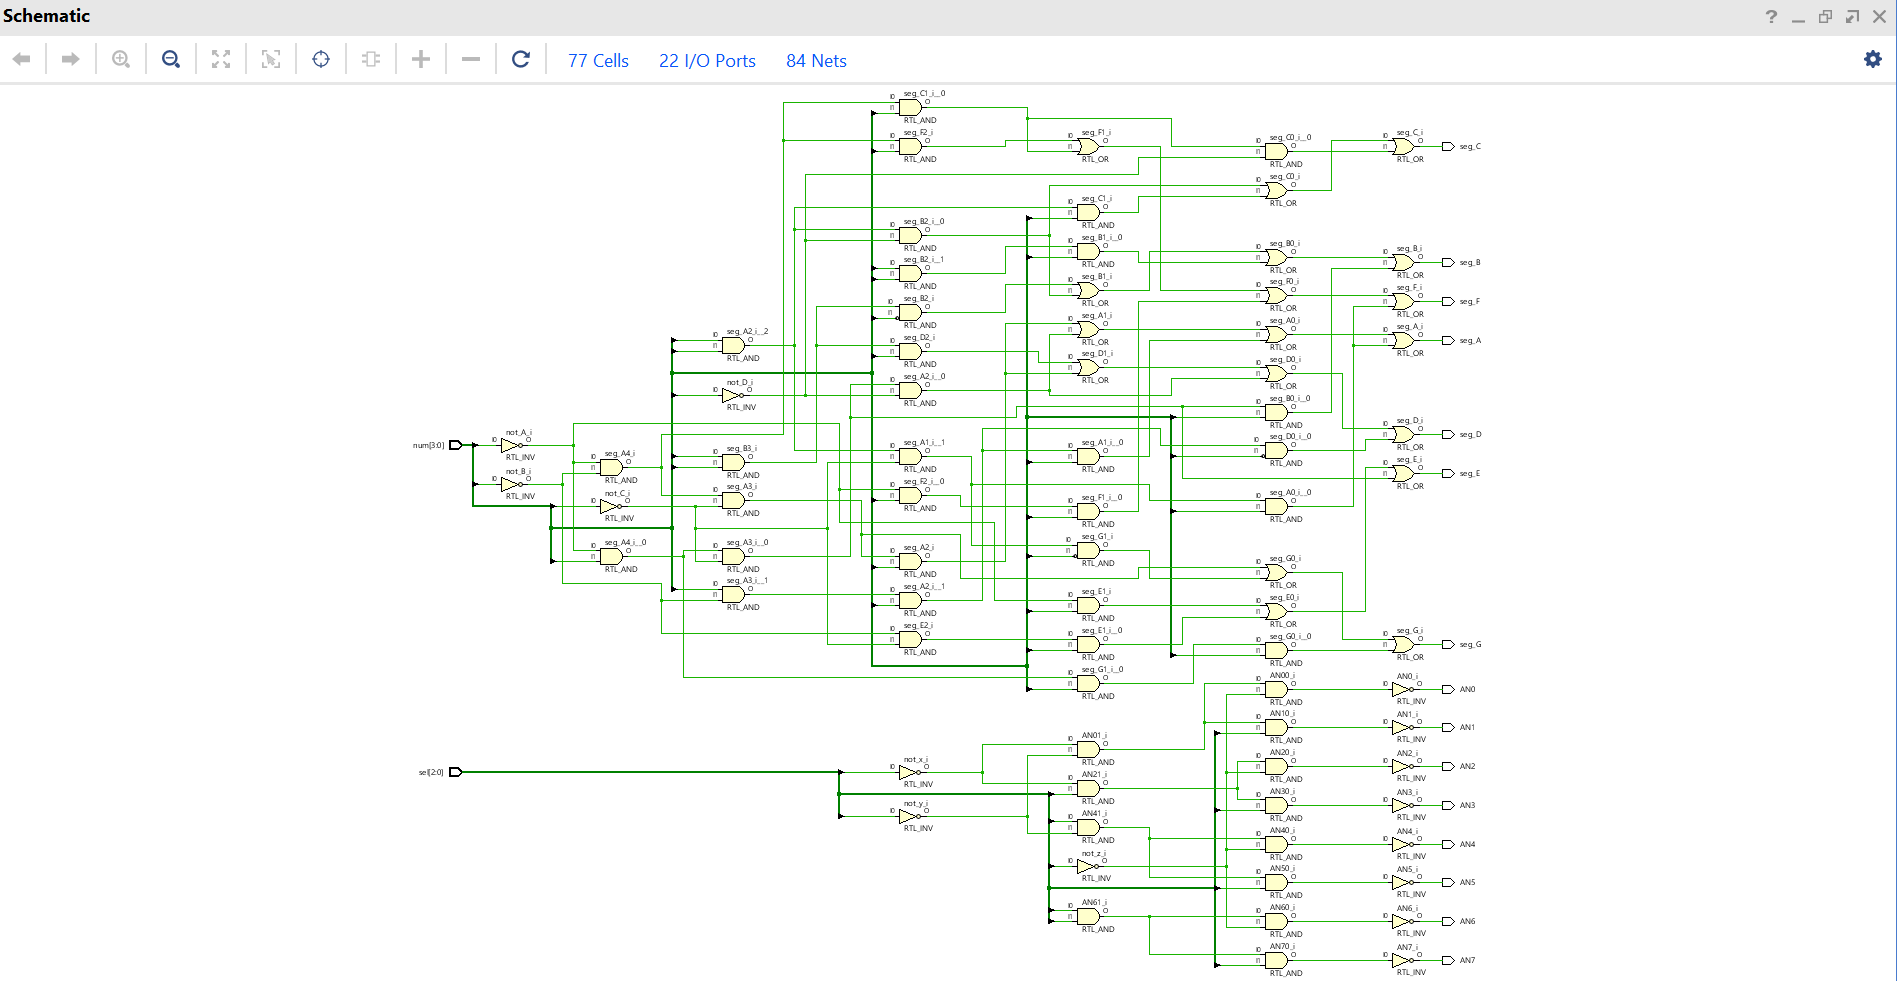 Schematic
77 Cells 22 I/O Ports 84 Nets
seg_C1_i__0
RTL_AND
seg_F2_i
RTL_AND
seg_F1_i
RTL_OR
seg_C0_i__0
RTL_AND
seg_C_i
RTL_OR
seg_C
seg_C0_i
RTL_OR
seg_C1_i
RTL_AND
seg_B2_i__0
RTL_AND
seg_B1_i__0
RTL_AND
seg_B0_i
RTL_OR
seg_B_i
RTL_OR
seg_B
seg_B2_i__1
RTL_AND
seg_B1_i
RTL_OR
seg_F0_i
RTL_OR
seg_F_i
RTL_OR
seg_F
seg_B2_i
RTL_AND
seg_A1_i
RTL_OR
seg_A0_i
RTL_OR
seg_A_i
RTL_OR
seg_A
seg_A2_i__2
RTL_AND
seg_D2_i
RTL_AND
seg_D1_i
RTL_OR
seg_D0_i
RTL_OR
not_D_i
RTL_INV
seg_A2_i__0
RTL_AND
seg_B0_i__0
RTL_AND
num[3:0]
not_A_i
RTL_INV
seg_A4_i
RTL_AND
seg_B3_i
RTL_AND
seg_A1_i__1
RTL_AND
seg_A1_i__0
RTL_AND
seg_D0_i__0
RTL_AND
seg_D_i
RTL_OR
seg_D
not_B_i
RTL_INV
not_C_i
RTL_INV
seg_A3_i
RTL_AND
seg_F2_i__0
RTL_AND
seg_F1_i__0
RTL_AND
seg_A0_i__0
RTL_AND
seg_E_i
RTL_OR
seg_E
seg_A4_i__0
RTL_AND
seg_A3_i__0
RTL_AND
seg_A2_i
RTL_AND
seg_G1_i
RTL_AND
seg_G0_i
RTL_OR
seg_A3_i__1
RTL_AND
seg_A2_i__1
RTL_AND
seg_E1_i
RTL_AND
seg_E0_i
RTL_OR
seg_E2_i
RTL_AND
seg_E1_i__0
RTL_AND
seg_G0_i__0
RTL_AND
seg_G_i
RTL_OR
seg_G
seg_G1_i__0
RTL_AND
AN00_i
RTL_AND
AN0_i
RTL_INV
AN0
AN10_i
RTL_AND
AN1_i
RTL_INV
AN1
sel[2:0]
not_x_i
RTL_INV
AN01_i
RTL_AND
AN20_i
RTL_AND
AN2_i
RTL_INV
AN2
AN21_i
RTL_AND
AN30_i
RTL_AND
AN3_i
RTL_INV
AN3
not_y_i
RTL_INV
AN41_i
RTL_AND
AN40_i
RTL_AND
AN4_i
RTL_INV
AN4
not_z_i
RTL_INV
AN50_i
RTL_AND
AN5_i
RTL_INV
AN5
AN61_i
RTL_AND
AN60_i
RTL_AND
AN6_i
RTL_INV
AN6
AN70_i
RTL_AND
AN7_i
RTL_INV
AN7